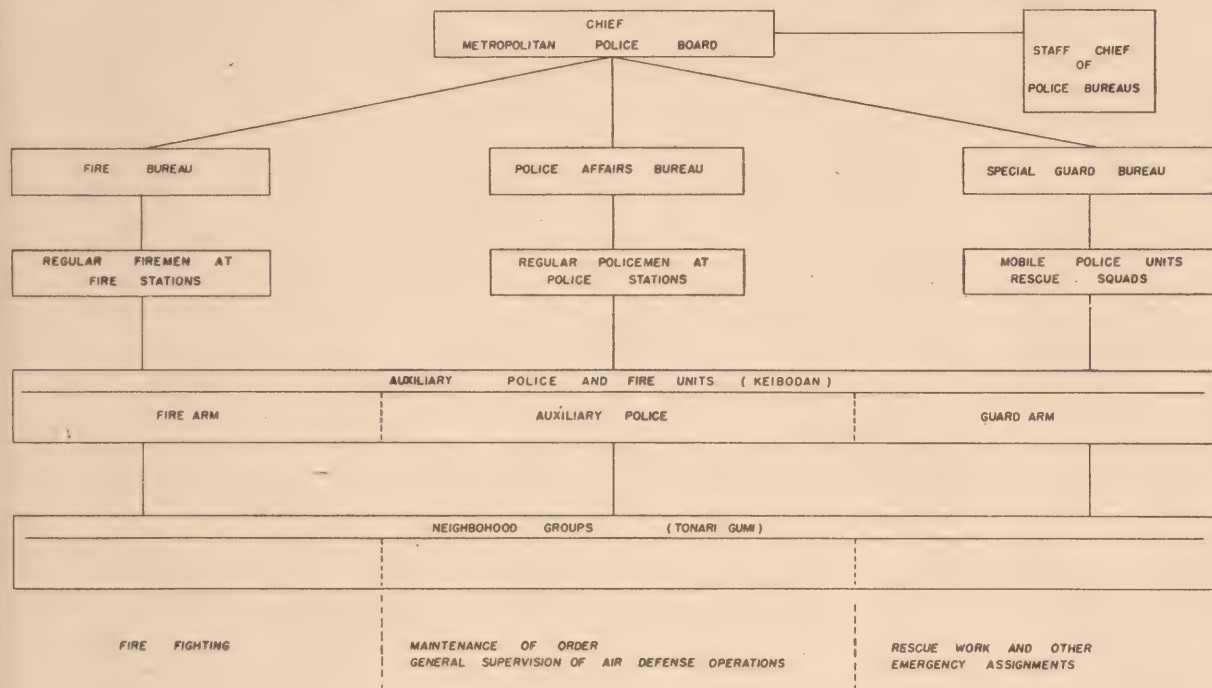 CHIEF
METROPOLITAN POLICE BOARD
STAFF CHIEF
OF
POLICE BUREAUS
FIRE BUREAU
POLICE AFFAIRS BUREAU
SPECIAL GUARD BUREAU
REGULAR FIREMEN AT
FIRE STATIONS
REGULAR POLICEMEN AT
POLICE STATIONS
MOBILE POLICE UNITS
RESCUE SQUADS
AUXILIARY POLICE AND FIRE UNITS ( KEIBODAN )
FIRE ARM
AUXILIARY POLICE
GUARD ARM
NEIGHBOHOOD GROUPS ( TONARI GUMI )
FIRE FIGHTING
MAINTENANCE OF ORDER
GENERAL SUPERVISION OF AIR DEFENSE OPERATIONS
RESCUE WORK AND OTHER
EMERGENCY ASSIGNMENTS